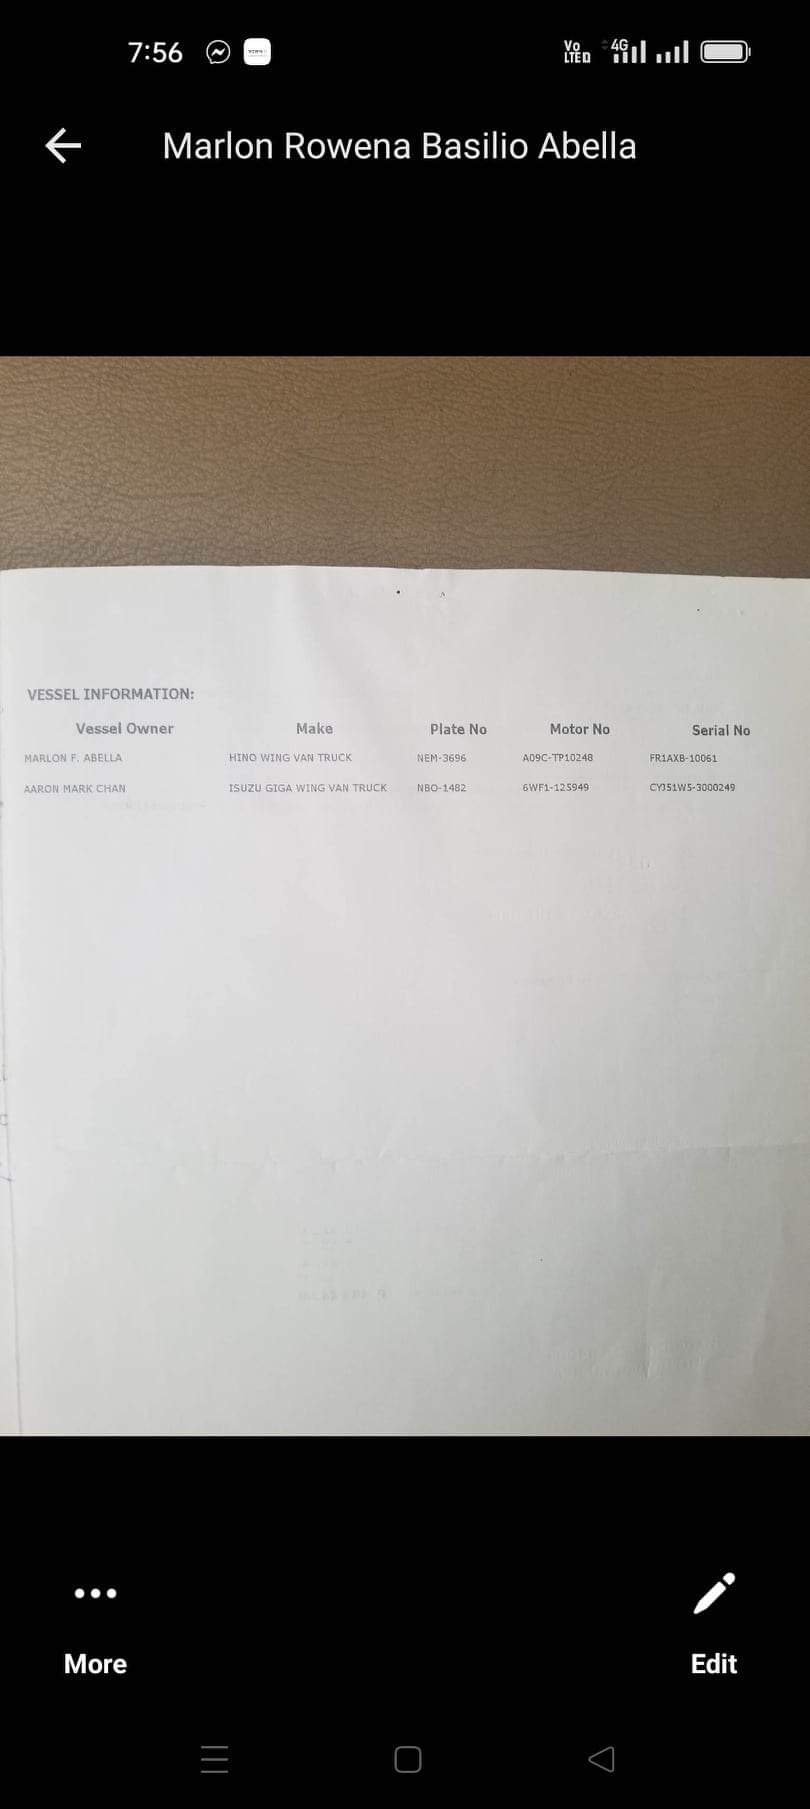 7:56
Vo LTE D 4G
Marlon Rowena Basilio Abella
VESSEL INFORMATION:
Vessel Owner Make Plate No Motor No Serial No
MARLON F. ABELLA HINO WING VAN TRUCK NEM-3696 A09C-TP10248 FR1AXB-10061
AARON MARK CHAN ISUZU GIGA WING VAN TRUCK NBO-1482 6WF1-125949 CYJ51W5-3000249
More Edit